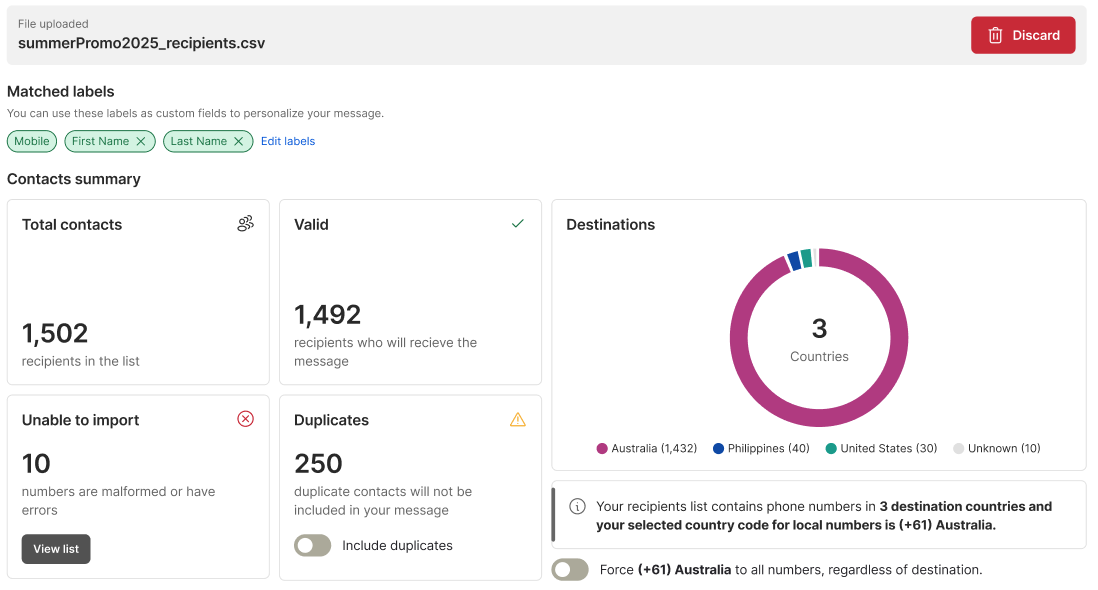 File uploaded
summerPromo2025_recipients.csv
Discard
Matched labels
You can use these labels as custom fields to personalize your message.
Mobile
First Name
Last Name
Edit labels
Contacts summary
Total contacts
1,502
recipients in the list
Valid
1,492
recipients who will recieve the
message
Unable to import
10
numbers are malformed or have
errors
View list
Duplicates
250
duplicate contacts will not be
included in your message
Include duplicates
Destinations
3
Countries
Australia (1,432)
Philippines (40)
United States (30)
Unknown (10)
Your recipients list contains phone numbers in 3 destination countries and
your selected country code for local numbers is (+61) Australia.
Force (+61) Australia to all numbers, regardless of destination.